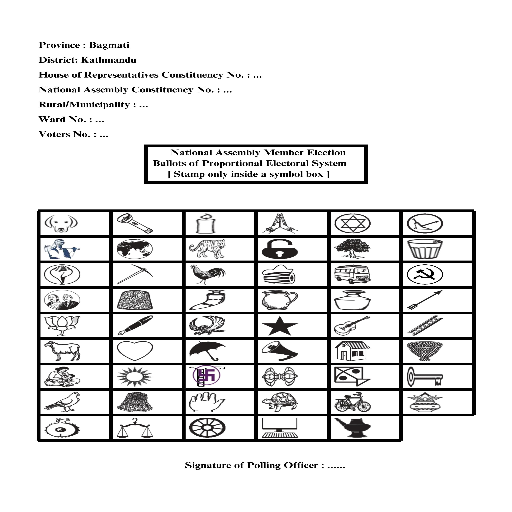 Province : Bagmati
District: Kathmandu
House of Representatives Constituency No. : ...
National Assembly Constituency No. : ...
Rural/Municipality : ...
Ward No. : ...
Voters No. : ...
National Assembly Member Election
Ballots of Proportional Electoral System
[ Stamp only inside a symbol box ]
Signature of Polling Officer : ......